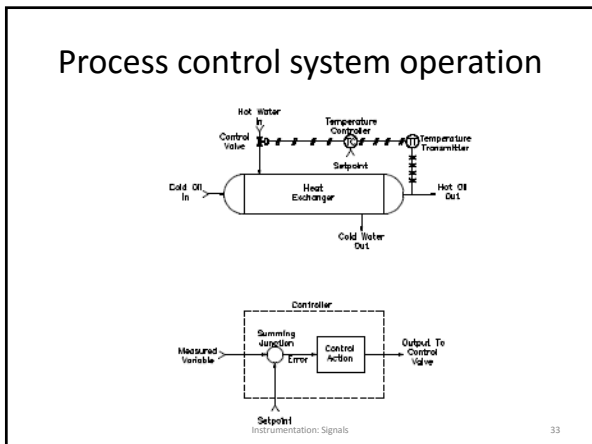 Process control system operation
Hot Water
In
Temperature
Controller
Control
Valve
TC
TT
Temperature
Transmitter
Setpoint
Cold Oil
In
Heat
Exchanger
Hot Oil
Out
Cold Water
Out
Controller
Summing
Junction
Measured
Variable
Error
Control
Action
Output To
Control
Valve
Setpoint
Instrumentation: Signals
33